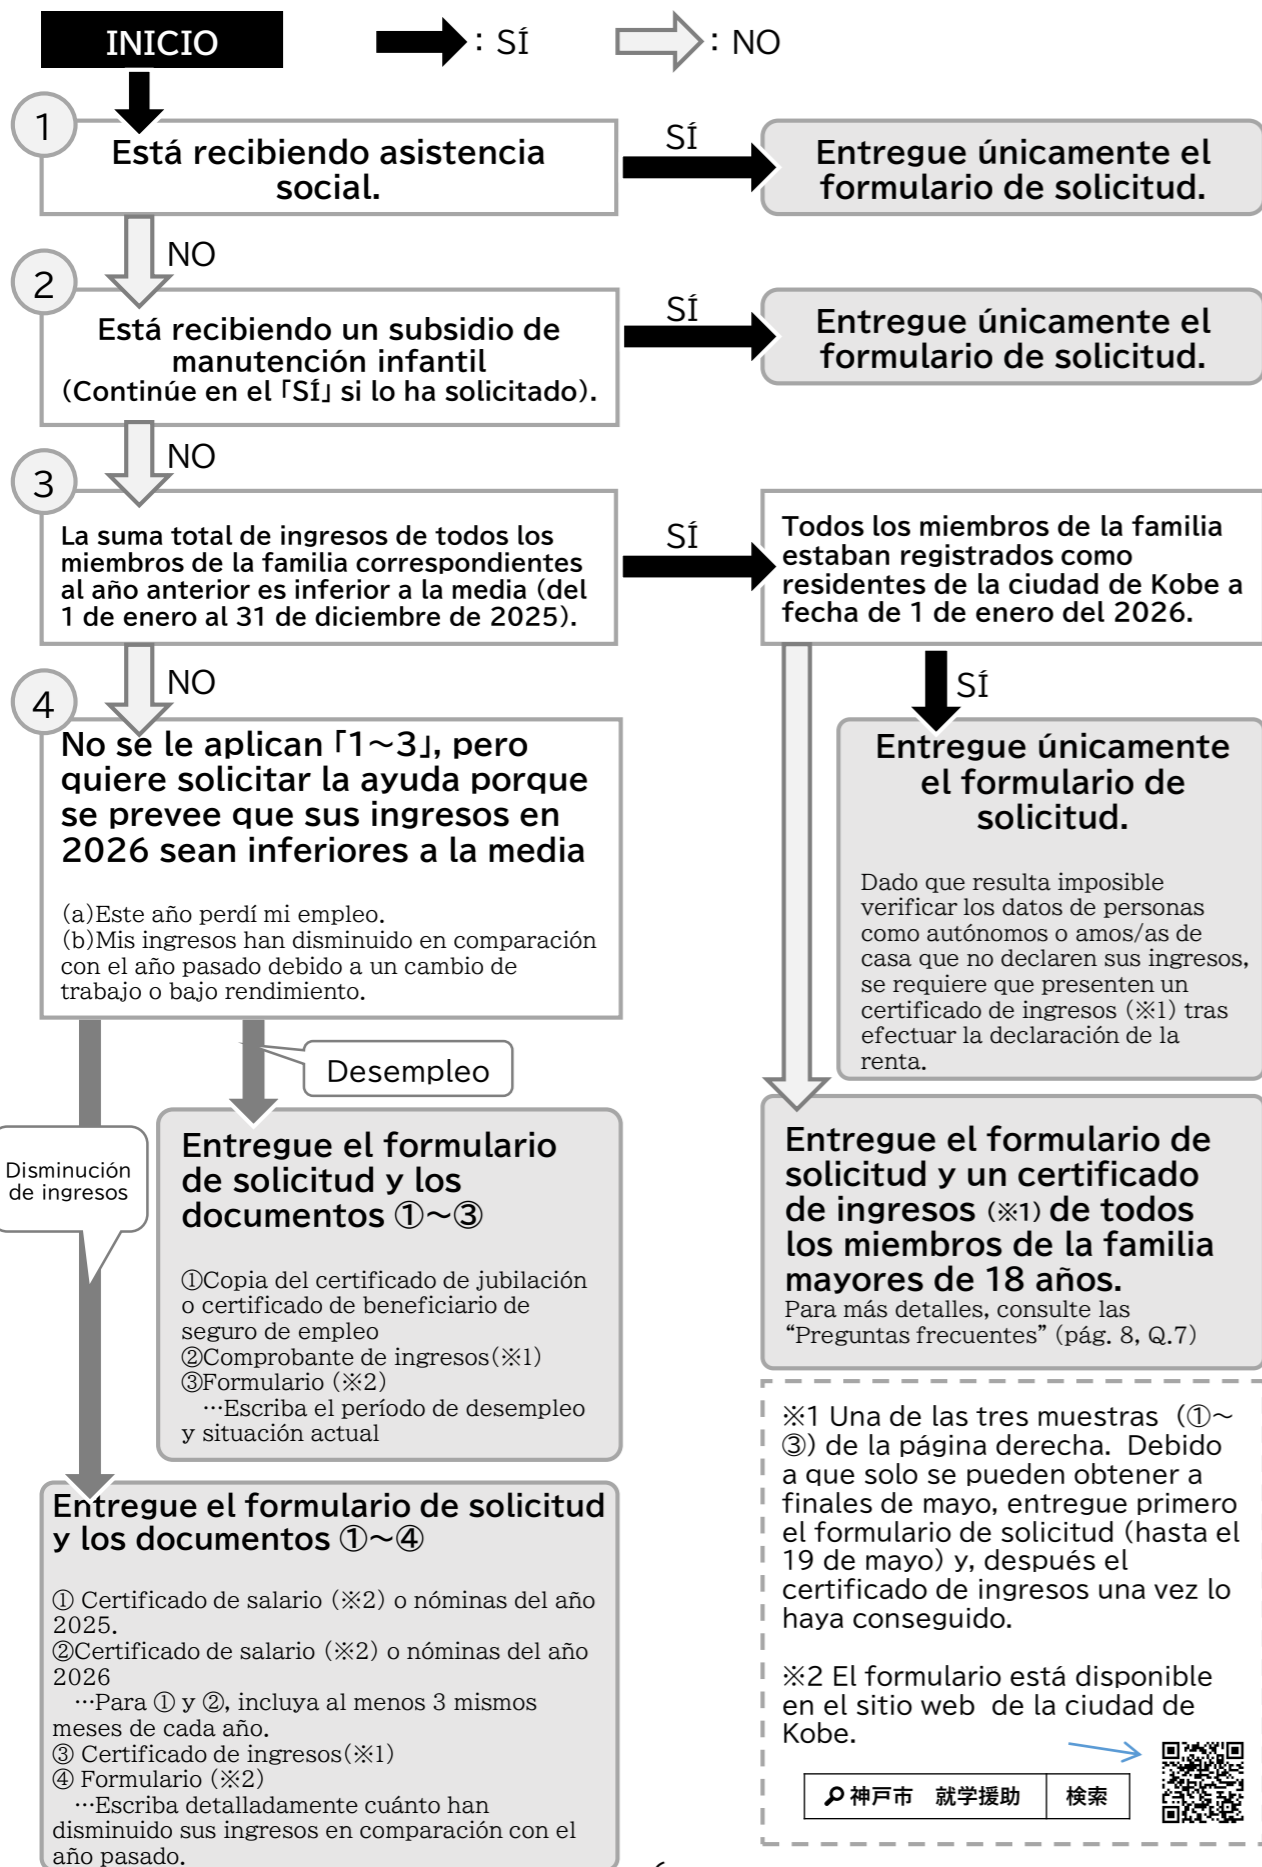 INICIO
: SÍ
: NO
1
Está recibiendo asistencia
social.
SÍ
Entregue únicamente el
formulario de solicitud.
NO
2
Está recibiendo un subsidio de
manutención infantil
(Continúe en el「SÍ」si lo ha solicitado).
SÍ
Entregue únicamente el
formulario de solicitud.
NO
3
La suma total de ingresos de todos los
miembros de la familia correspondientes
al año anterior es inferior a la media (del
1 de enero al 31 de diciembre de 2025).
SÍ
Todos los miembros de la familia
estaban registrados como
residentes de la ciudad de Kobe a
fecha de 1 de enero del 2026.
NO
SÍ
4
No se le aplican「1～3」, pero
quiere solicitar la ayuda porque
se prevee que sus ingresos en
2026 sean inferiores a la media
(a)Este año perdí mi empleo.
(b)Mis ingresos han disminuido en comparación
con el año pasado debido a un cambio de
trabajo o bajo rendimiento.
Entregue únicamente
el formulario de
solicitud.
Dado que resulta imposible
verificar los datos de personas
como autónomos o amos/as de
casa que no declaren sus ingresos,
se requiere que presenten un
certificado de ingresos (※1) tras
efectuar la declaración de la
renta.
Desempleo
Disminución
de ingresos
Entregue el formulario
de solicitud y los
documentos ①～③
①Copia del certificado de jubilación
o certificado de beneficiario de
seguro de empleo
②Comprobante de ingresos(※1)
③Formulario (※2)
…Escriba el período de desempleo
y situación actual
Entregue el formulario de
solicitud y un certificado
de ingresos (※1) de todos
los miembros de la familia
mayores de 18 años.
Para más detalles, consulte las
“Preguntas frecuentes” (pág. 8, Q.7)
Entregue el formulario de solicitud
y los documentos ①～④
① Certificado de salario (※2) o nóminas del año
2025.
②Certificado de salario (※2) o nóminas del año
2026
…Para ① y ②, incluya al menos 3 mismos
meses de cada año.
③ Certificado de ingresos(※1)
④ Formulario (※2)
…Escriba detalladamente cuánto han
disminuido sus ingresos en comparación con el
año pasado.
※1 Una de las tres muestras (①～
③) de la página derecha. Debido
a que solo se pueden obtener a
finales de mayo, entregue primero
el formulario de solicitud (hasta el
19 de mayo) y, después el
certificado de ingresos una vez lo
haya conseguido.
※2 El formulario está disponible
en el sitio web de la ciudad de
Kobe.
神戸市 就学援助 検索